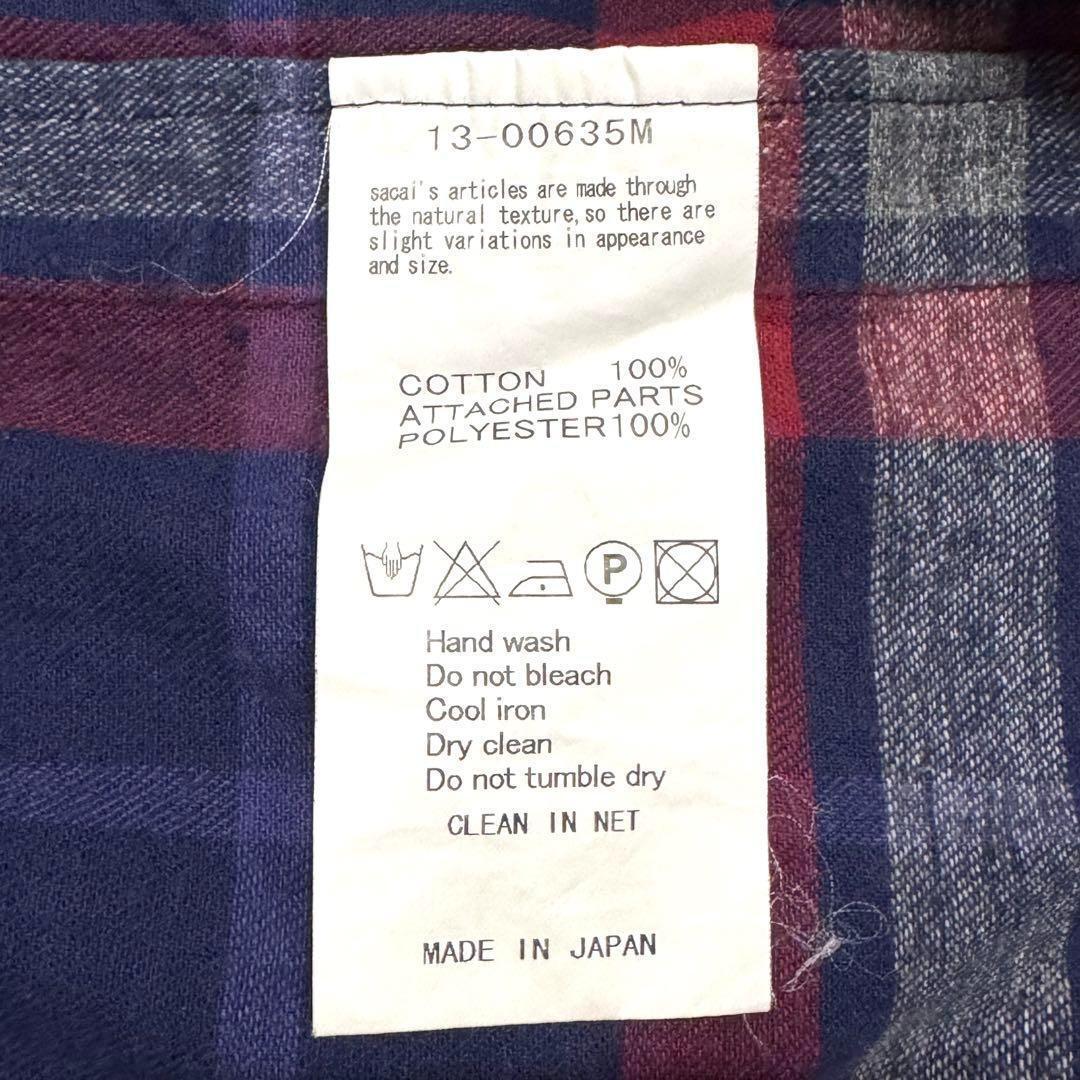 13-00635M
sacai's articles are made through
the natural texture, so there are
slight variations in appearance
and size.
COTTON 100%
ATTACHED PARTS
POLYESTER 100%
P
Hand wash
Do not bleach
Cool iron
Dry clean
Do not tumble dry
CLEAN IN NET
MADE IN JAPAN